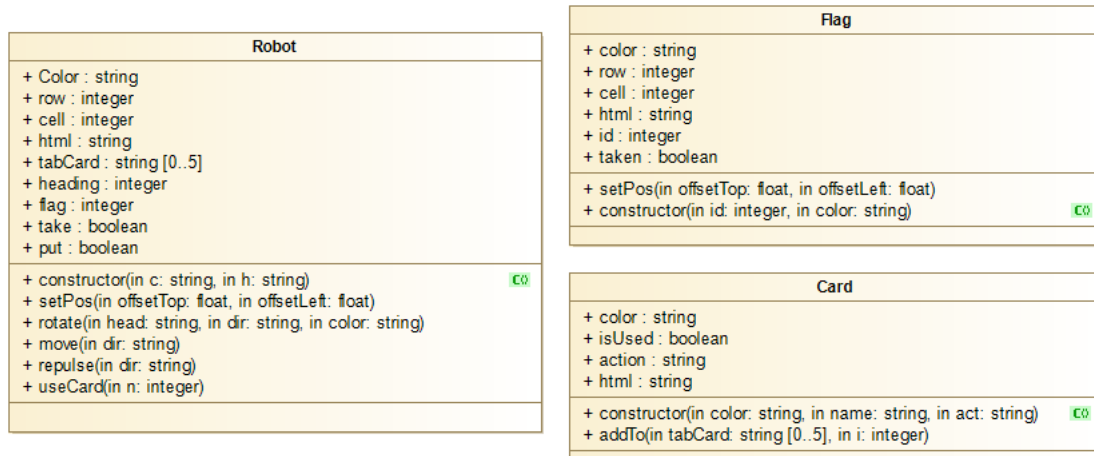 Robot
+ Color : string
+ row : integer
+ cell : integer
+ html : string
+ tabCard : string [0..5]
+ heading : integer
+ flag : integer
+ take : boolean
+ put : boolean
+ constructor(in c: string, in h: string)
C()
+ setPos(in offsetTop: float, in offsetLeft: float)
+ rotate(in head: string, in dir: string, in color: string)
+ move(in dir: string)
+ repulse(in dir: string)
+ useCard(in n: integer)
Flag
+ color : string
+ row : integer
+ cell : integer
+ html : string
+ id : integer
+ taken : boolean
+ setPos(in offsetTop: float, in offsetLeft: float)
+ constructor(in id: integer, in color: string)
C()
Card
+ color : string
+ isUsed : boolean
+ action : string
+ html : string
+ constructor(in color: string, in name: string, in act: string)
C()
+ addTo(in tabCard: string [0..5], in i: integer)